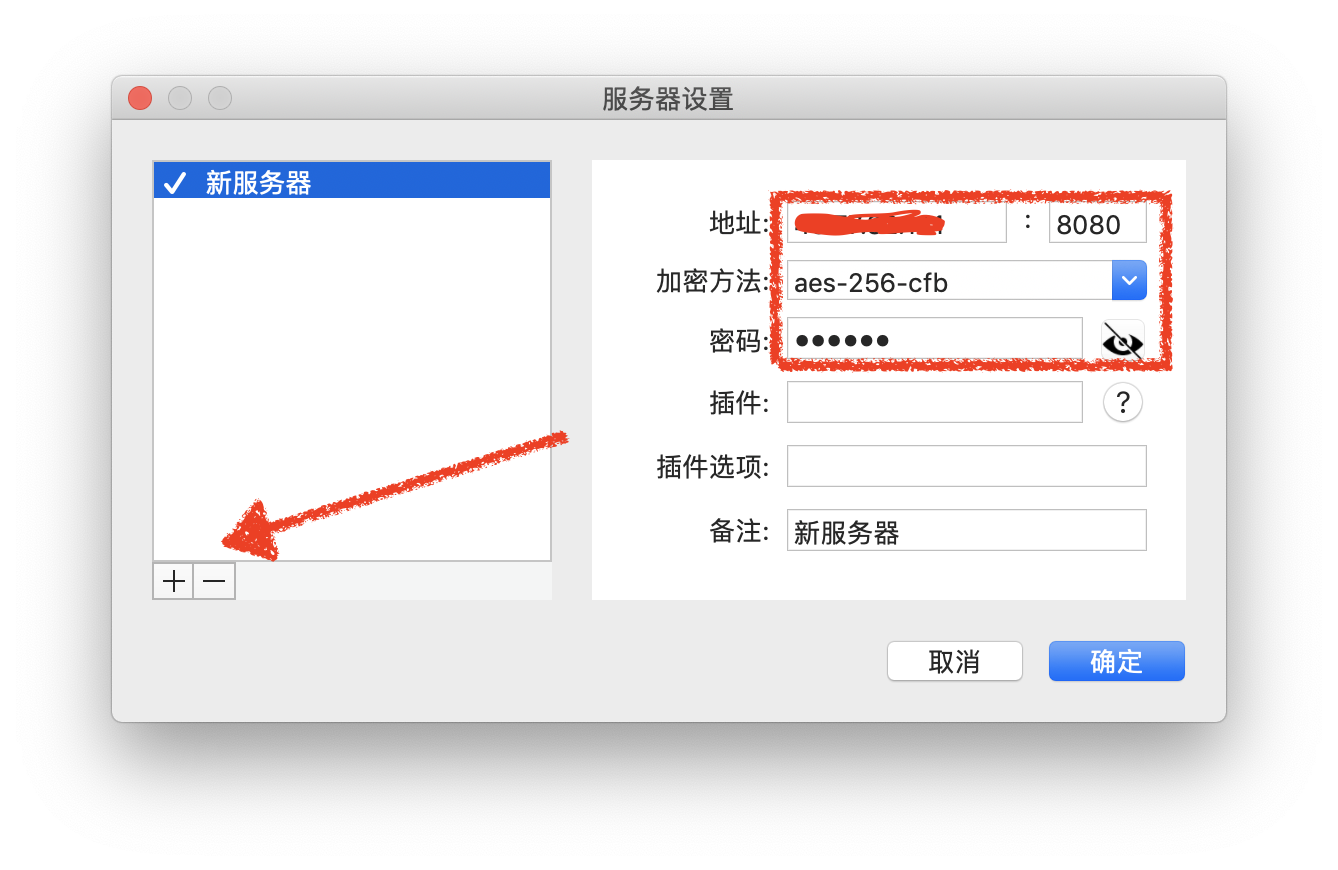 服务器设置
新服务器
地址: : 8080
加密方法: aes-256-cfb
密码: ••••••
插件: ?
插件选项:
备注: 新服务器
取消 确定